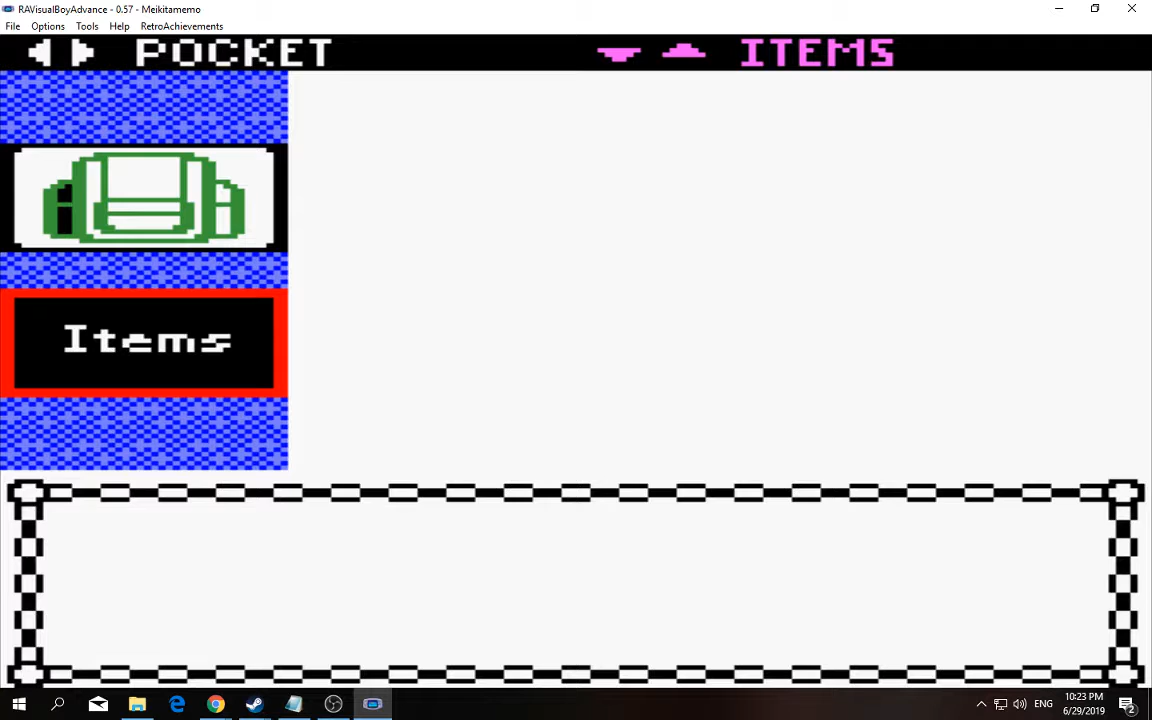 RAVisualBoyAdvance - 0.57 - Meikitamemo
File Options Tools Help RetroAchievements
POCKET ITEMS
Items
ENG
10:23 PM
6/29/2019
2